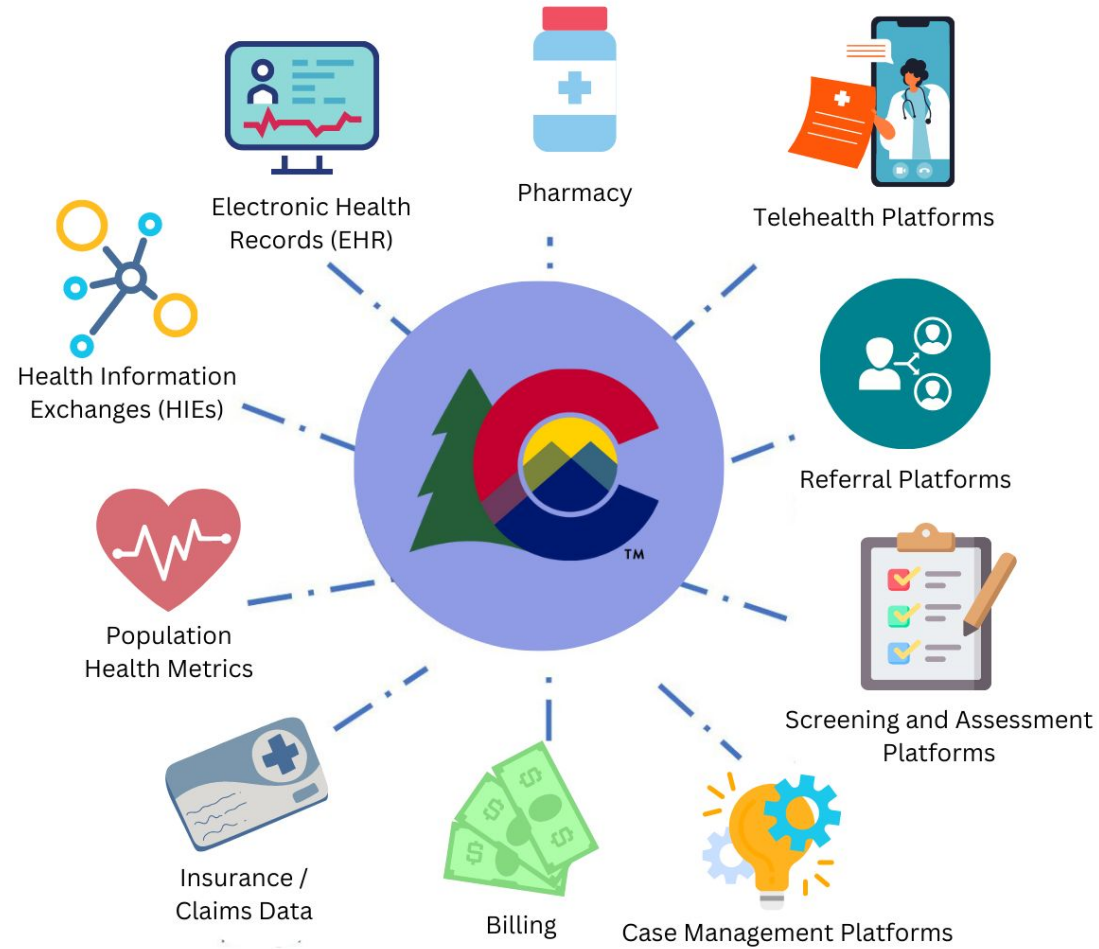 Pharmacy
Electronic Health
Records (EHR)
Telehealth Platforms
Health Information
Exchanges (HIEs)
Referral Platforms
TM
Population
Health Metrics
Screening and Assessment
Platforms
Insurance /
Claims Data
Billing
Case Management Platforms